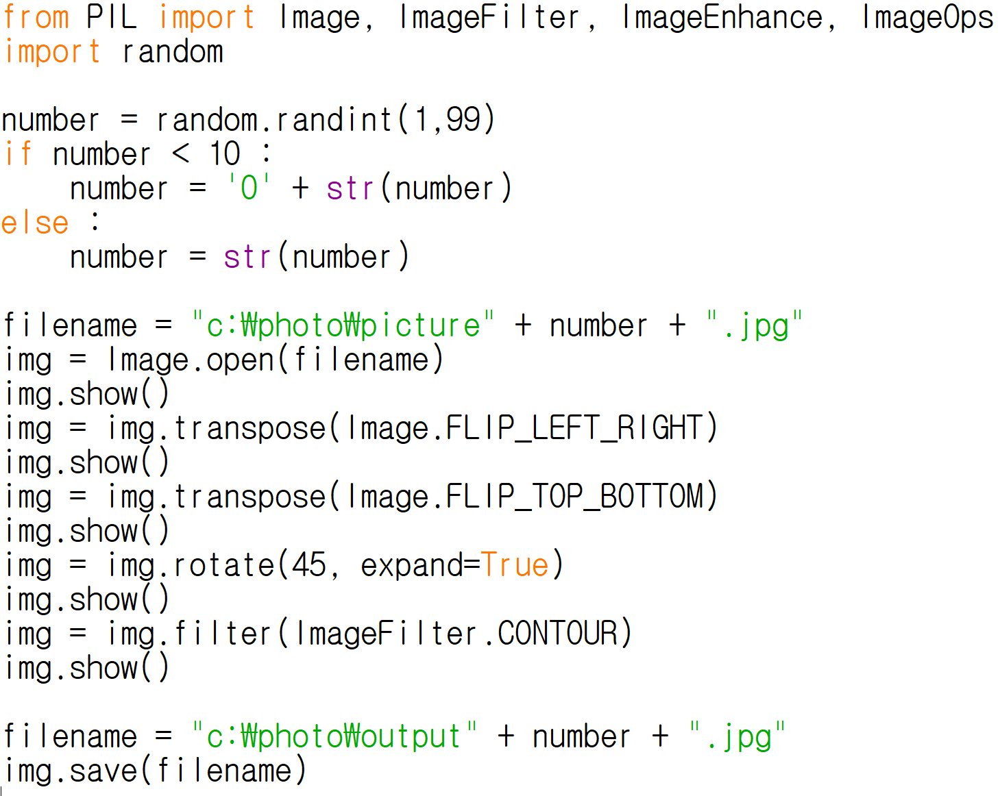 from PIL import Image, ImageFilter, ImageEnhance, ImageOps
import random

number = random.randint(1,99)
if number < 10 :
    number = '0' + str(number)
else :
    number = str(number)

filename = "c:₩photo₩picture" + number + ".jpg"
img = Image.open(filename)
img.show()
img = img.transpose(Image.FLIP_LEFT_RIGHT)
img.show()
img = img.transpose(Image.FLIP_TOP_BOTTOM)
img.show()
img = img.rotate(45, expand=True)
img.show()
img = img.filter(ImageFilter.CONTOUR)
img.show()

filename = "c:₩photo₩output" + number + ".jpg"
img.save(filename)